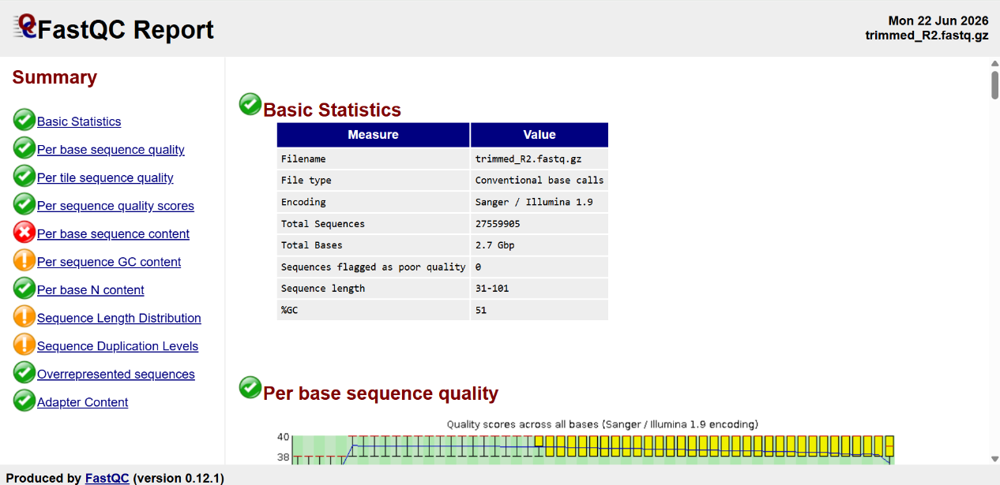 FastQC Report
Mon 22 Jun 2026
trimmed_R2.fastq.gz
Summary
Basic Statistics
Per base sequence quality
Per tile sequence quality
Per sequence quality scores
Per base sequence content
Per sequence GC content
Per base N content
Sequence Length Distribution
Sequence Duplication Levels
Overrepresented sequences
Adapter Content
Basic Statistics
Measure Value
Filename trimmed_R2.fastq.gz
File type Conventional base calls
Encoding Sanger / Illumina 1.9
Total Sequences 27559905
Total Bases 2.7 Gbp
Sequences flagged as poor quality 0
Sequence length 31-101
%GC 51
Per base sequence quality
Quality scores across all bases (Sanger / Illumina 1.9 encoding)
40
38
Produced by FastQC (version 0.12.1)